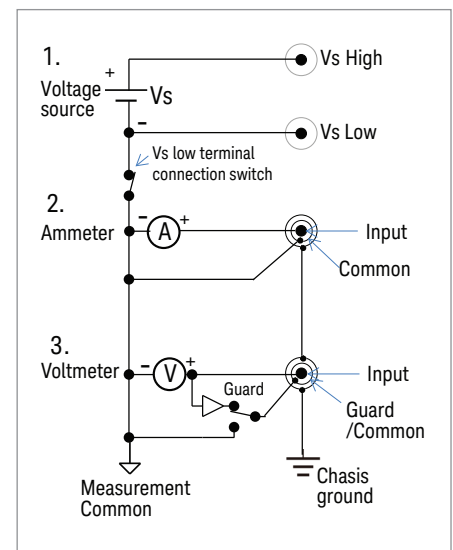 1.
Voltage
source
+
Vs
-
Vs High
Vs Low
Vs low terminal
connection switch
2.
Ammeter
-
A
+
Input
Common
3.
Voltmeter
-
V
+
Guard
Input
Guard
/Common
Measurement
Common
Chasis
ground